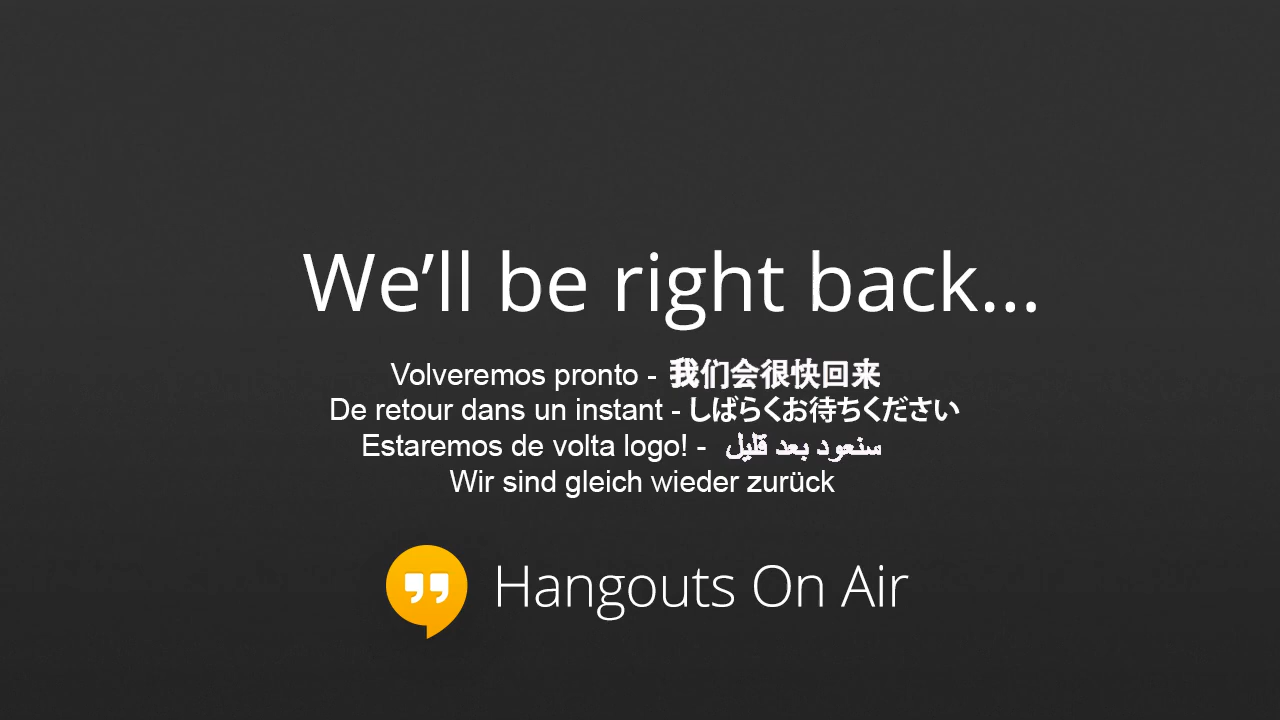 We’ll be right back...
Volveremos pronto - 我们会很快回来
De retour dans un instant - しばらくお待ちください
Estaremos de volta logo! - سنعود بعد قليل
Wir sind gleich wieder zurück
Hangouts On Air